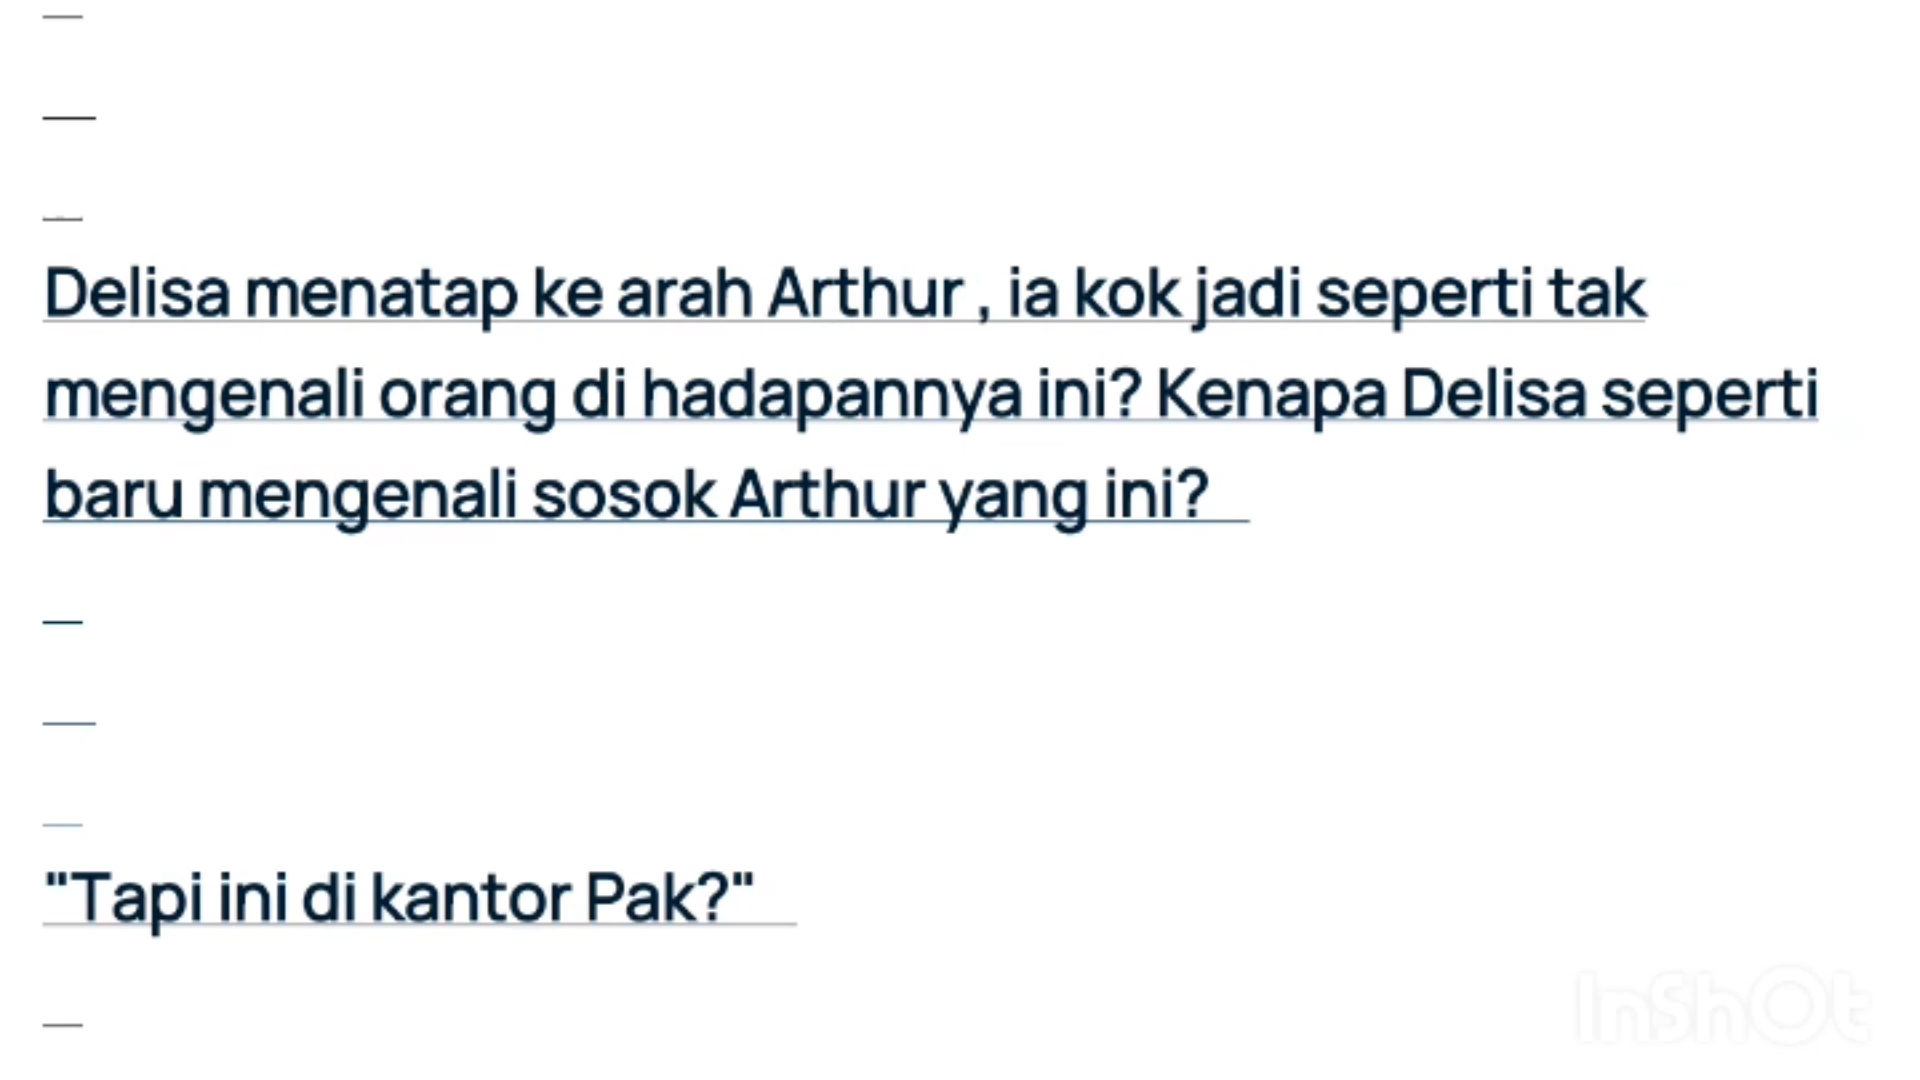 Delisa menatap ke arah Arthur , ia kok jadi seperti tak
mengenali orang di hadapannya ini? Kenapa Delisa seperti
baru mengenali sosok Arthur yang ini?
"Tapi ini di kantor Pak?"
InShOt